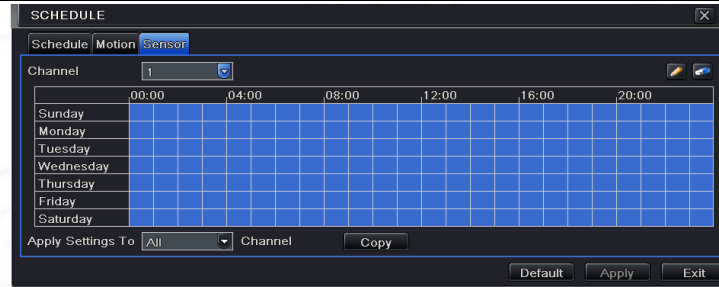 SCHEDULE
Schedule Motion Sensor
Channel 1
00:00 04:00 08:00 12:00 16:00 20:00
Sunday
Monday
Tuesday
Wednesday
Thursday
Friday
Saturday
Apply Settings To All Channel Copy
Default Apply Exit